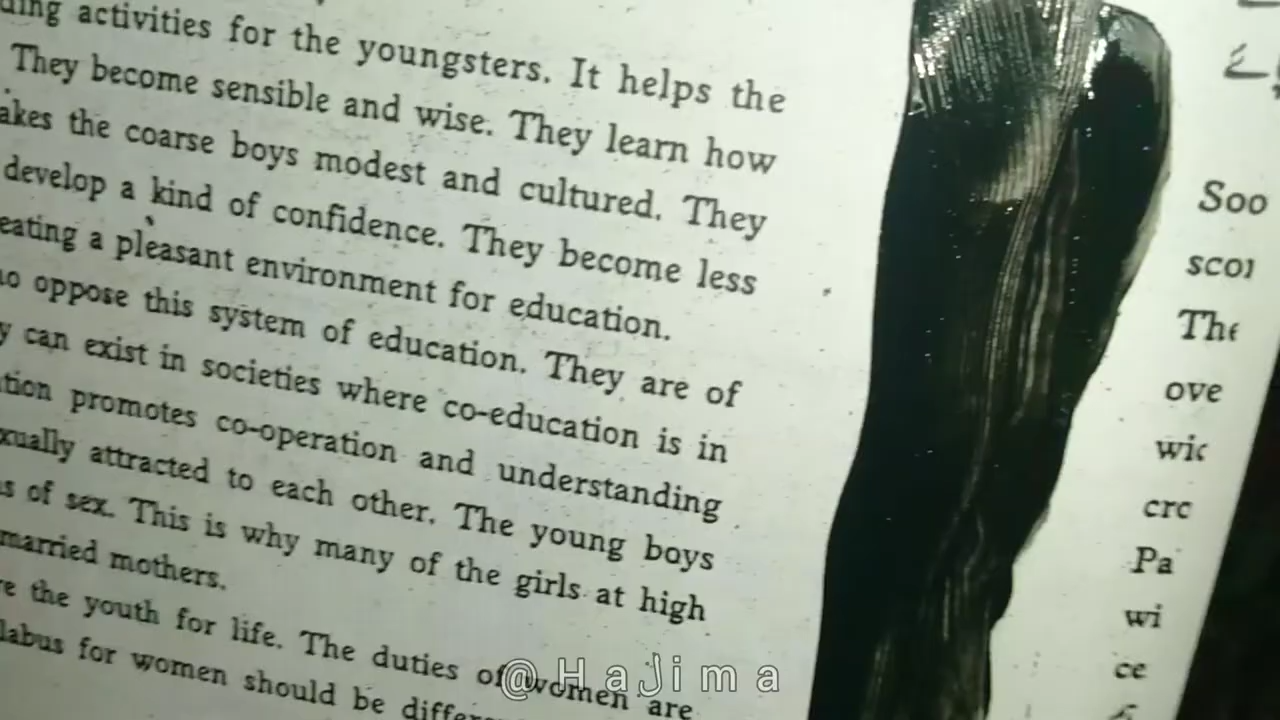 activities for the youngsters. It helps the
They become sensible and wise. They learn how
akes the coarse boys modest and cultured. They
develop a kind of confidence. They become less
eating a pleasant environment for education.
o oppose this system of education. They are of
y can exist in societies where co-education is in
tion promotes co-operation and understanding
xually attracted to each other. The young boys
s of sex. This is why many of the girls at high
married mothers.
e the youth for life. The duties of women are
labus for women should be differ
@HaJima
Soo
scor
The
ove
wic
crc
Pa
wi
ce